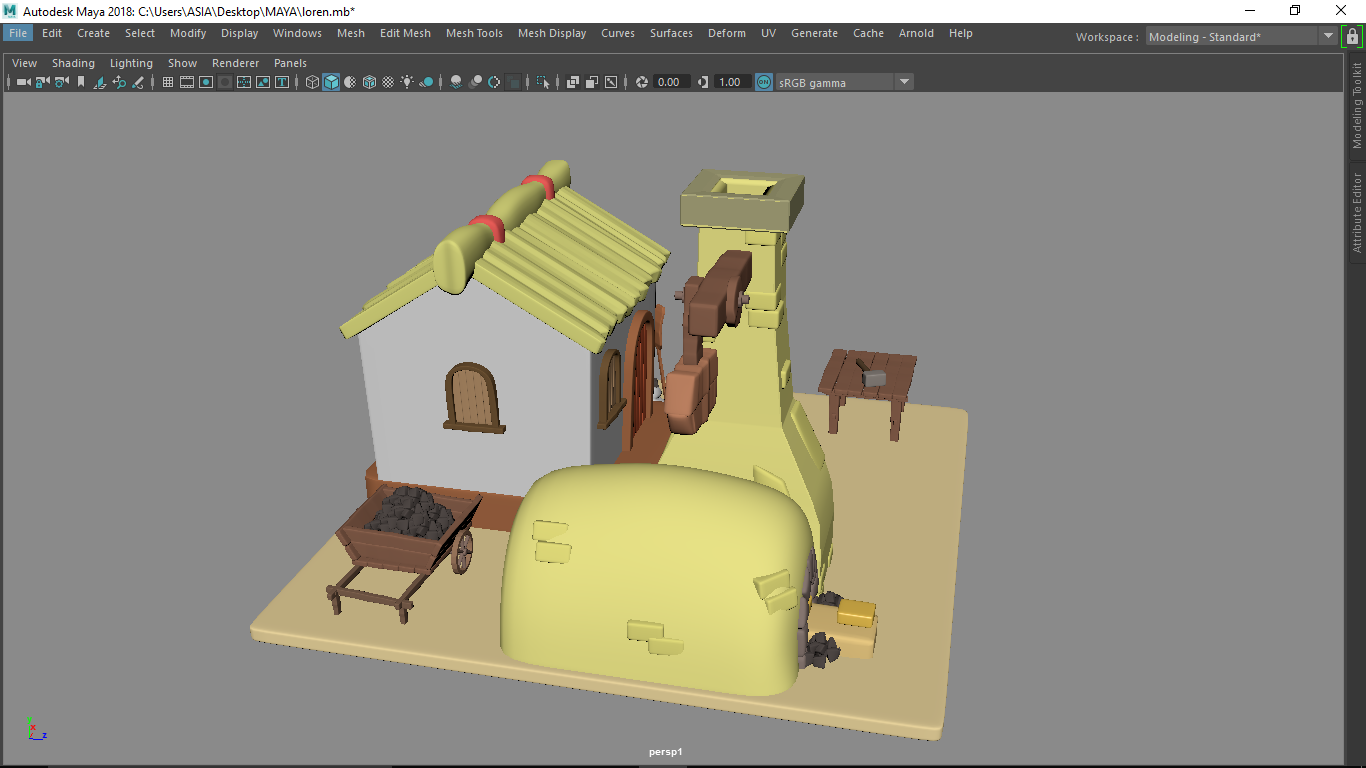 Autodesk Maya 2018: C:\Users\ASIA\Desktop\MAYA\loren.mb*
File Edit Create Select Modify Display Windows Mesh Edit Mesh Mesh Tools Mesh Display Curves Surfaces Deform UV Generate Cache Arnold Help
Workspace : Modeling - Standard*
View Shading Lighting Show Renderer Panels
0.00 1.00 ON sRGB gamma
Modeling Toolkit
Attribute Editor
x
z
persp1